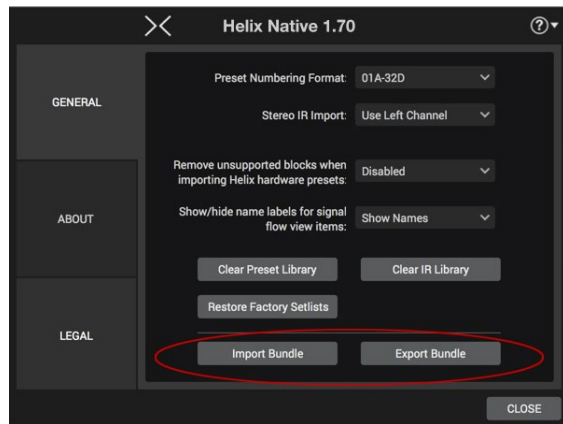 Helix Native 1.70
?
GENERAL
ABOUT
LEGAL
Preset Numbering Format: 01A-32D
Stereo IR Import: Use Left Channel
Remove unsupported blocks when
importing Helix hardware presets: Disabled
Show/hide name labels for signal
flow view items: Show Names
Clear Preset Library Clear IR Library
Restore Factory Setlists
Import Bundle Export Bundle
CLOSE